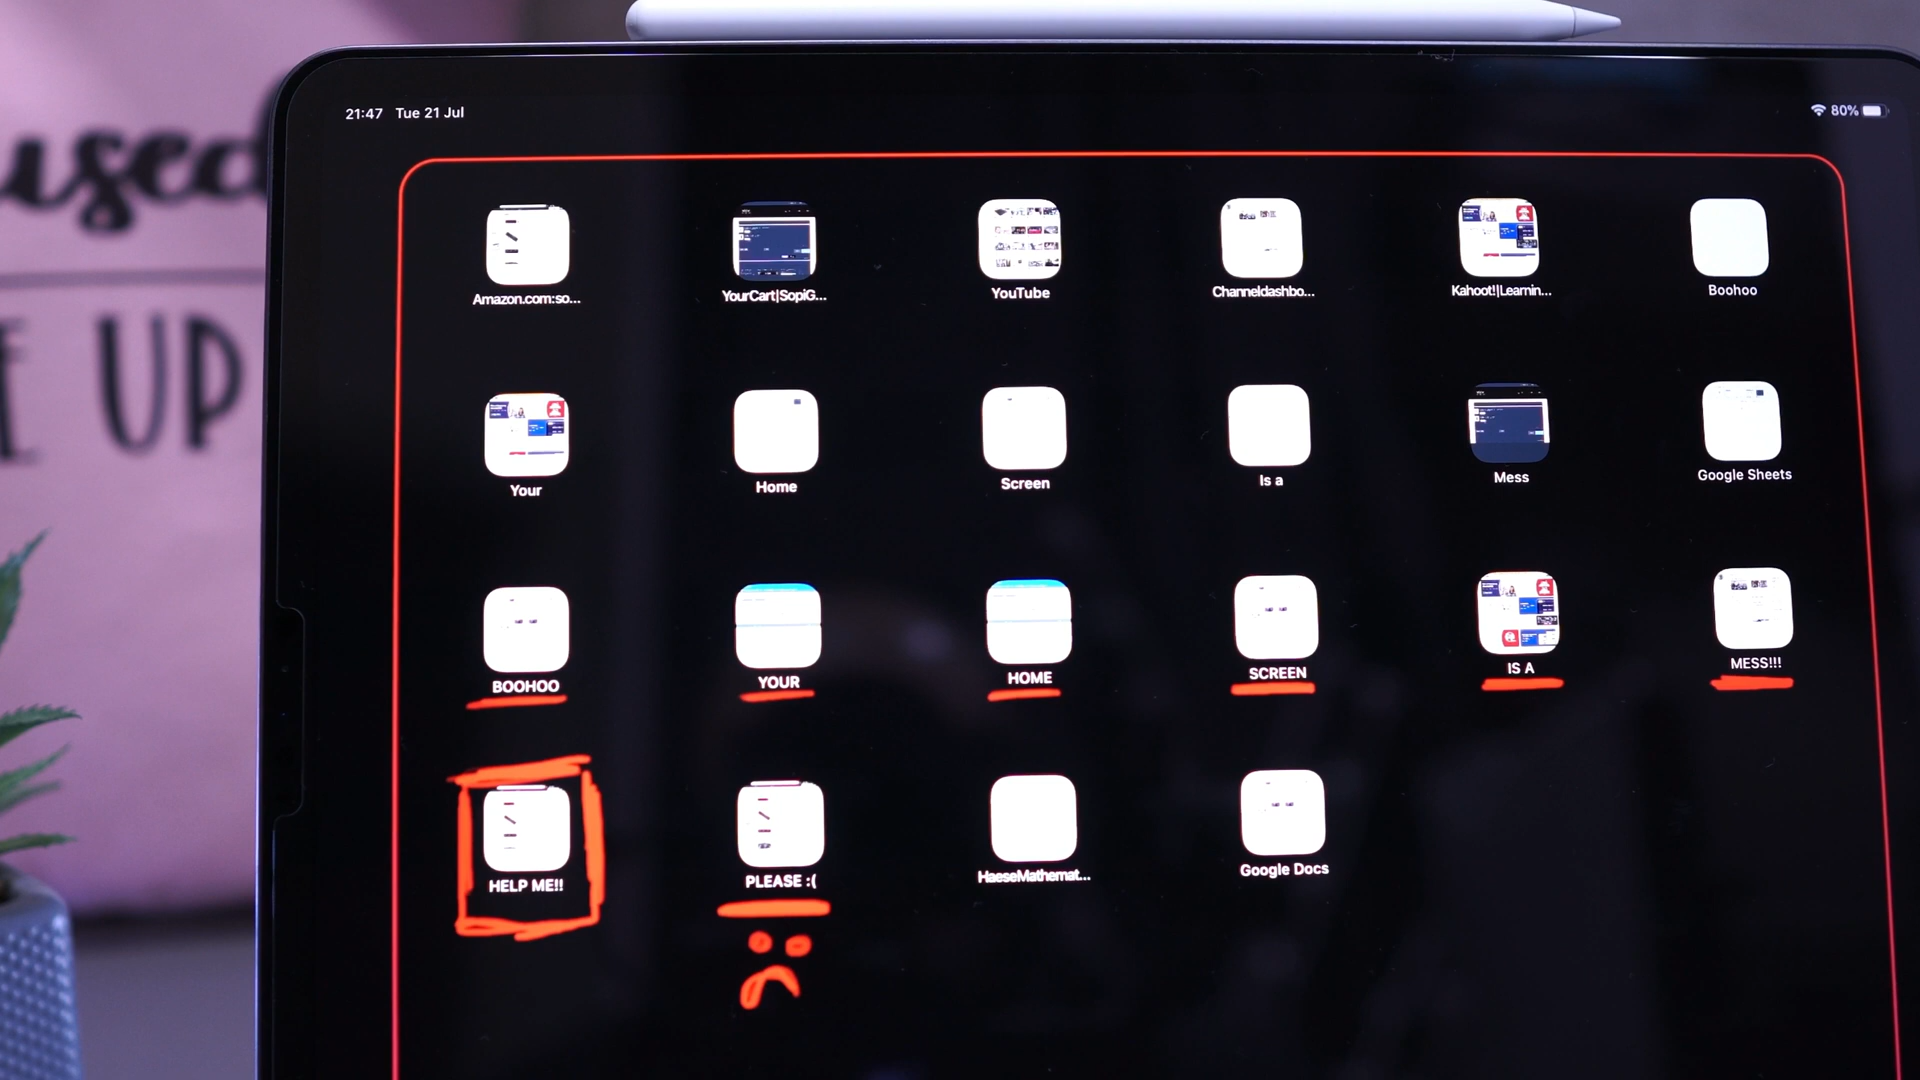 used
E UP
21:47 Tue 21 Jul
80%
Amazon.com:so... YourCart|SopiG... YouTube Channeldashbo... Kahoot!|Learnin... Boohoo
Your Home Screen Is a Mess Google Sheets
BOOHOO YOUR HOME SCREEN IS A MESS!!!
HELP ME!! PLEASE :( HaeseMathemat... Google Docs